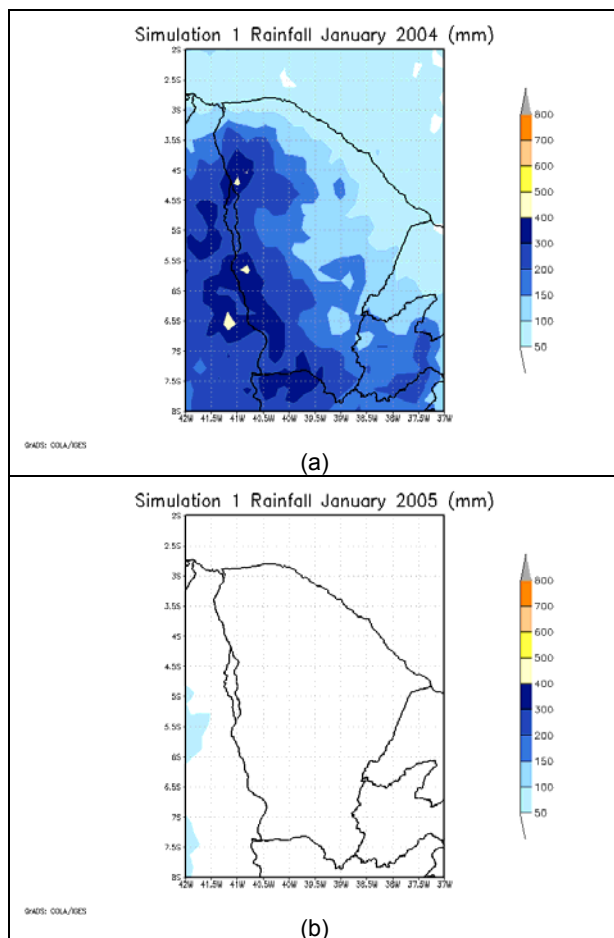 Simulation 1 Rainfall January 2004 (mm)
2S
2.5S
3S
3.5S
4S
4.5S
5S
5.5S
6S
6.5S
7S
7.5S
8S
42W 41.5W 41W 40.5W 40W 39.5W 39W 38.5W 38W 37.5W 37W
800
700
600
500
400
300
200
150
100
50
GrADS: COLA/IGES
(a)
Simulation 1 Rainfall January 2005 (mm)
2S
2.5S
3S
3.5S
4S
4.5S
5S
5.5S
6S
6.5S
7S
7.5S
8S
42W 41.5W 41W 40.5W 40W 39.5W 39W 38.5W 38W 37.5W 37W
800
700
600
500
400
300
200
150
100
50
GrADS: COLA/IGES
(b)